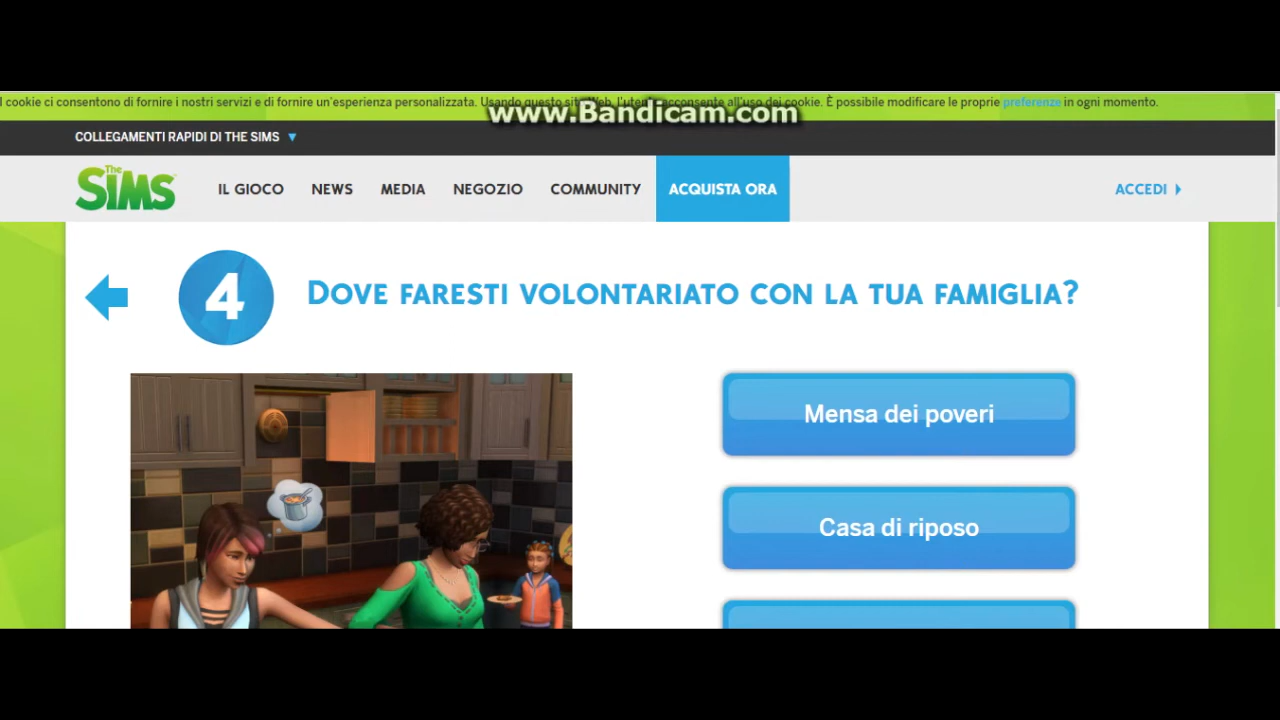 I cookie ci consentono di fornire i nostri servizi e di fornire un'esperienza personalizzata. Usando questo sito Web, l'utente acconsente all'uso dei cookie. È possibile modificare le proprie preferenze in ogni momento.
www.Bandicam.com
COLLEGAMENTI RAPIDI DI THE SIMS
The SIMS
IL GIOCO NEWS MEDIA NEGOZIO COMMUNITY ACQUISTA ORA ACCEDI
4 DOVE FARESTI VOLONTARIATO CON LA TUA FAMIGLIA?
Mensa dei poveri
Casa di riposo